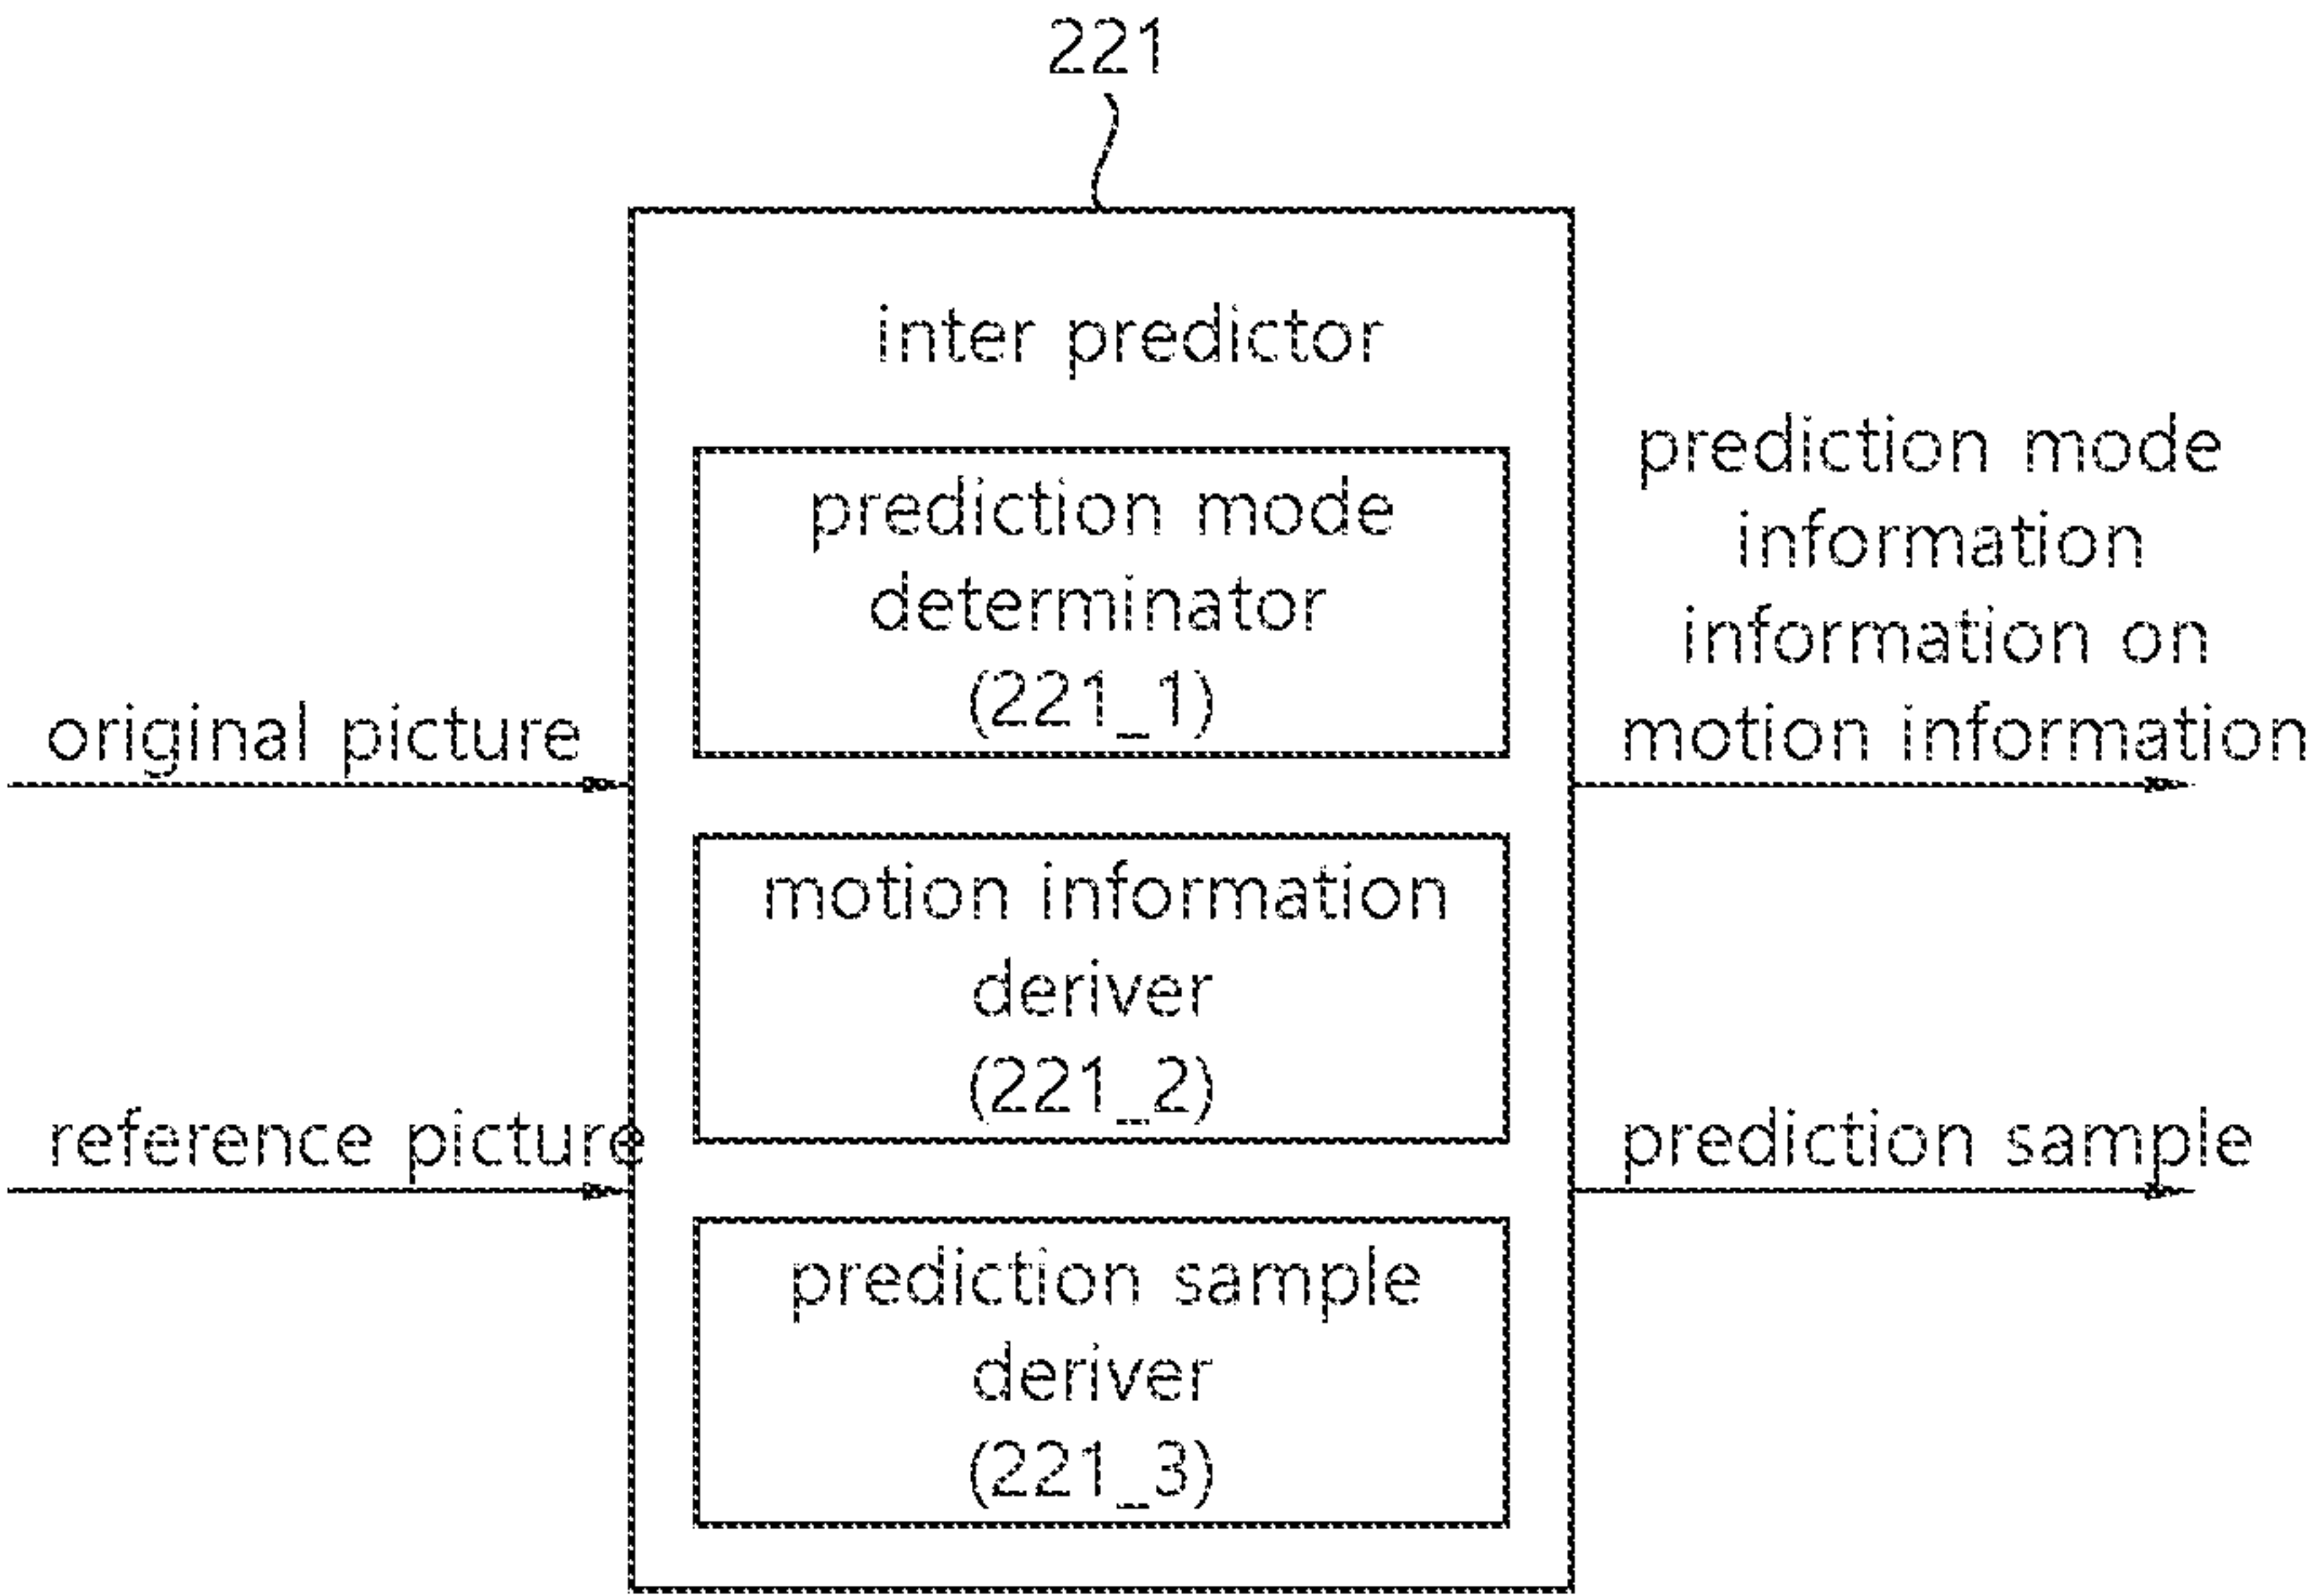 221
inter predictor
prediction mode
determinator
(221_1)
original picture
motion information
deriver
(221_2)
reference picture
prediction sample
deriver
(221_3)
prediction mode
information
information on
motion information
prediction sample